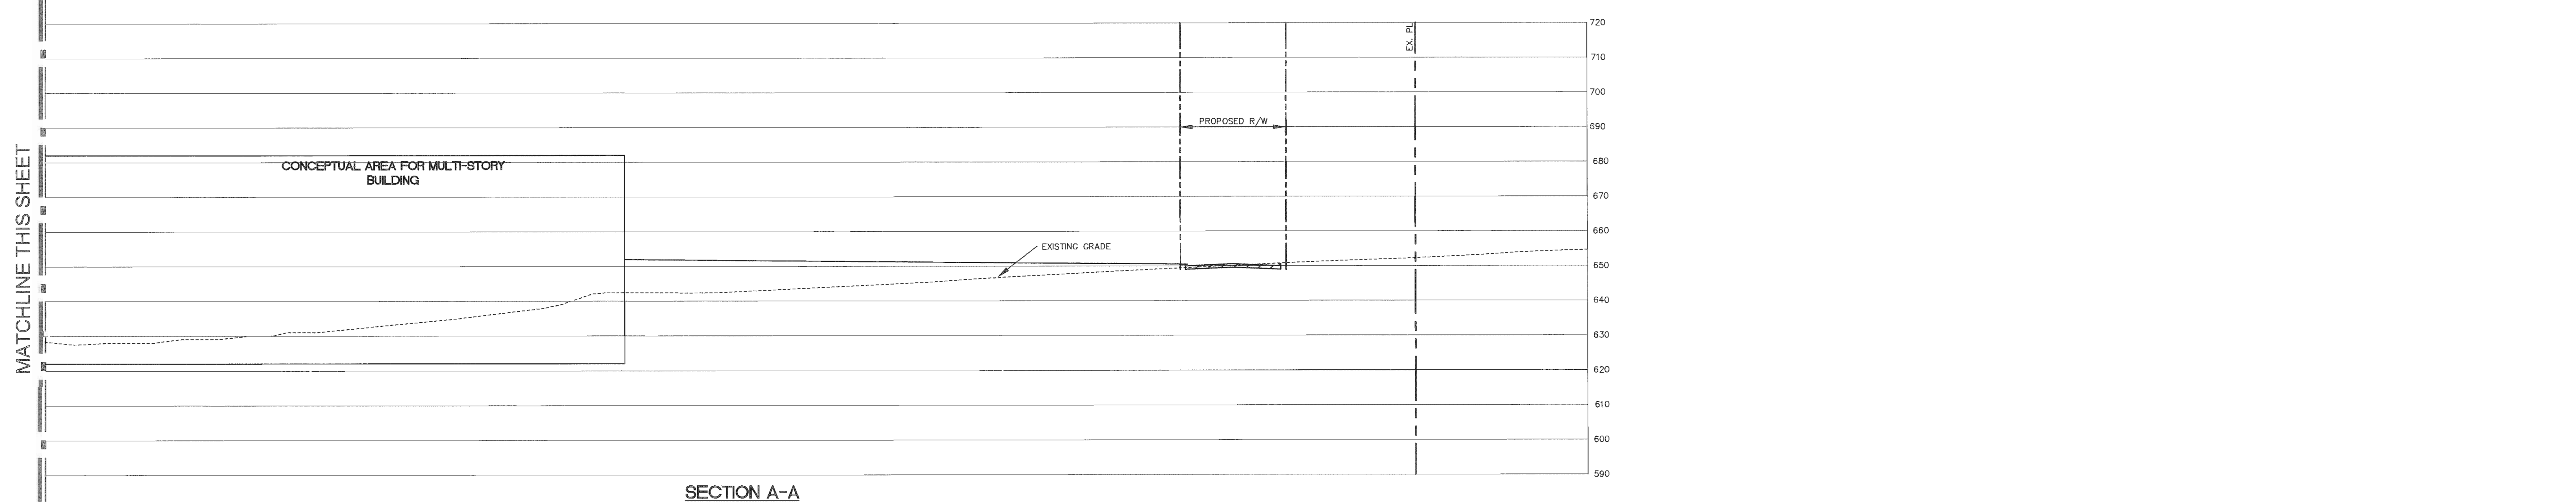 MATCHLINE THIS SHEET
EX. PL
720
710
700
PROPOSED R/W
690
CONCEPTUAL AREA FOR MULTI-STORY
BUILDING
680
670
660
EXISTING GRADE
650
640
630
620
610
600
590
SECTION A-A